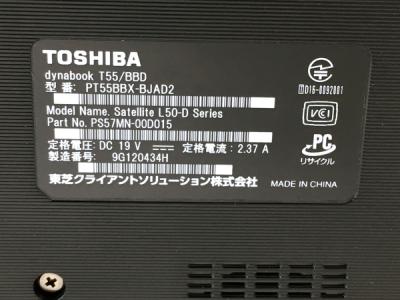 TOSHIBA
dynabook T55/BBD
型 番: PT55BBX-BJAD2
Model Name. Satellite L50-D Series
Part No. PS57MN-00D015
定格電圧: DC 19 V 定格電流: 2.37 A
製造番号: 9G120434H
東芝クライアントソリューション株式会社
D16-0092001
VCI
PC
リサイクル
MADE IN CHINA